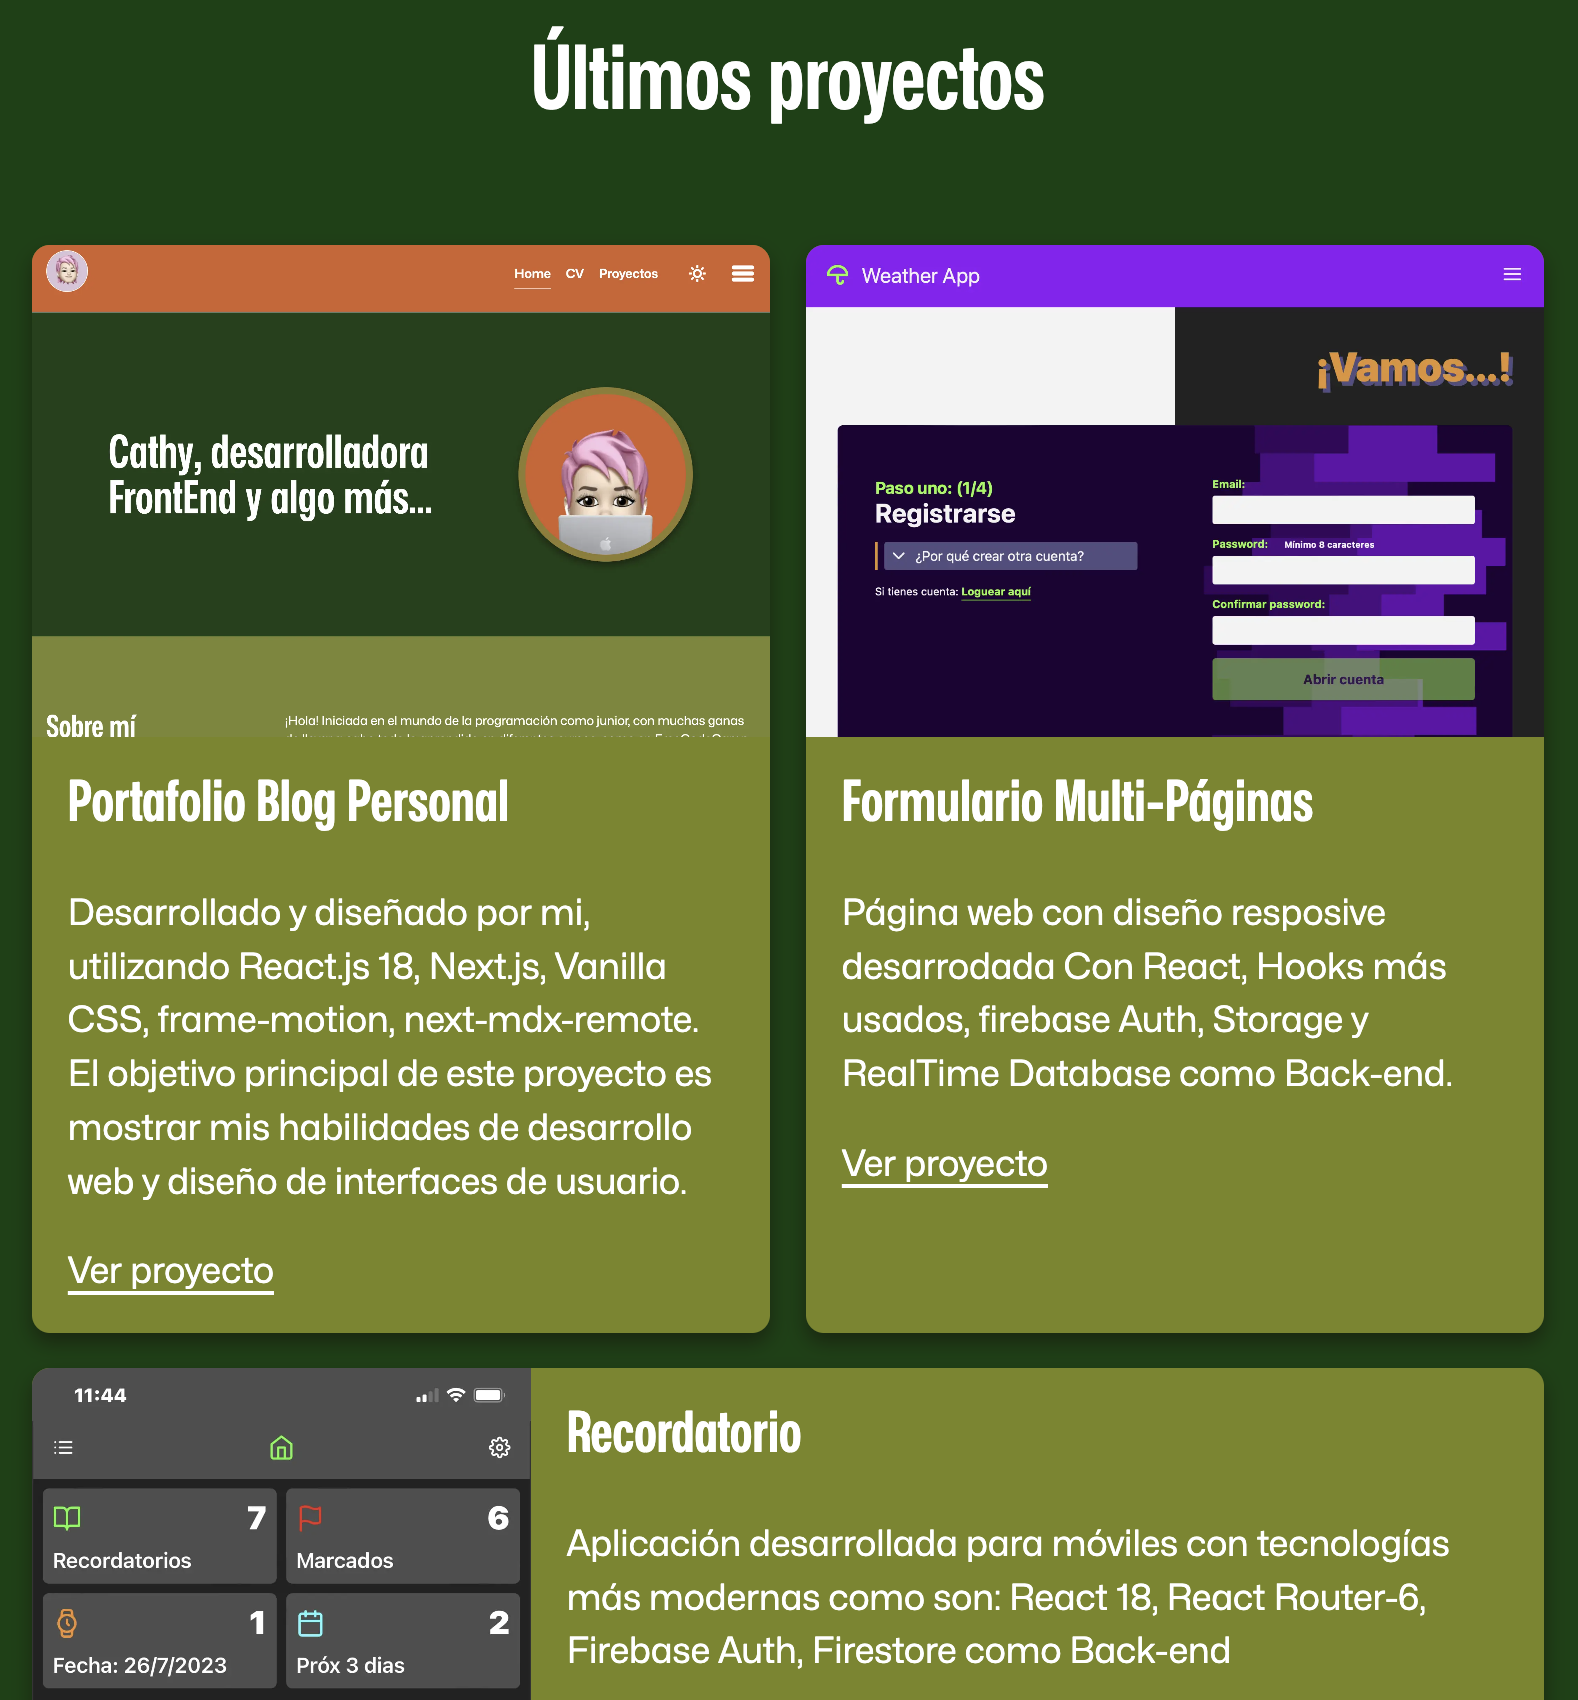 Últimos proyectos
Home CV Proyectos
Cathy, desarrolladora
FrontEnd y algo más...
Sobre mí
¡Hola! Iniciada en el mundo de la programación como junior, con muchas ganas
Portafolio Blog Personal
Desarrollado y diseñado por mi,
utilizando React.js 18, Next.js, Vanilla
CSS, frame-motion, next-mdx-remote.
El objetivo principal de este proyecto es
mostrar mis habilidades de desarrollo
web y diseño de interfaces de usuario.
Ver proyecto
Weather App
¡Vamos...!
Paso uno: (1/4)
Registrarse
¿Por qué crear otra cuenta?
Si tienes cuenta: Loguear aquí
Email:
Password: Mínimo 8 caracteres
Confirmar password:
Abrir cuenta
Formulario Multi-Páginas
Página web con diseño resposive
desarrodada Con React, Hooks más
usados, firebase Auth, Storage y
RealTime Database como Back-end.
Ver proyecto
11:44
7
Recordatorios
6
Marcados
1
Fecha: 26/7/2023
2
Próx 3 dias
Recordatorio
Aplicación desarrollada para móviles con tecnologías
más modernas como son: React 18, React Router-6,
Firebase Auth, Firestore como Back-end